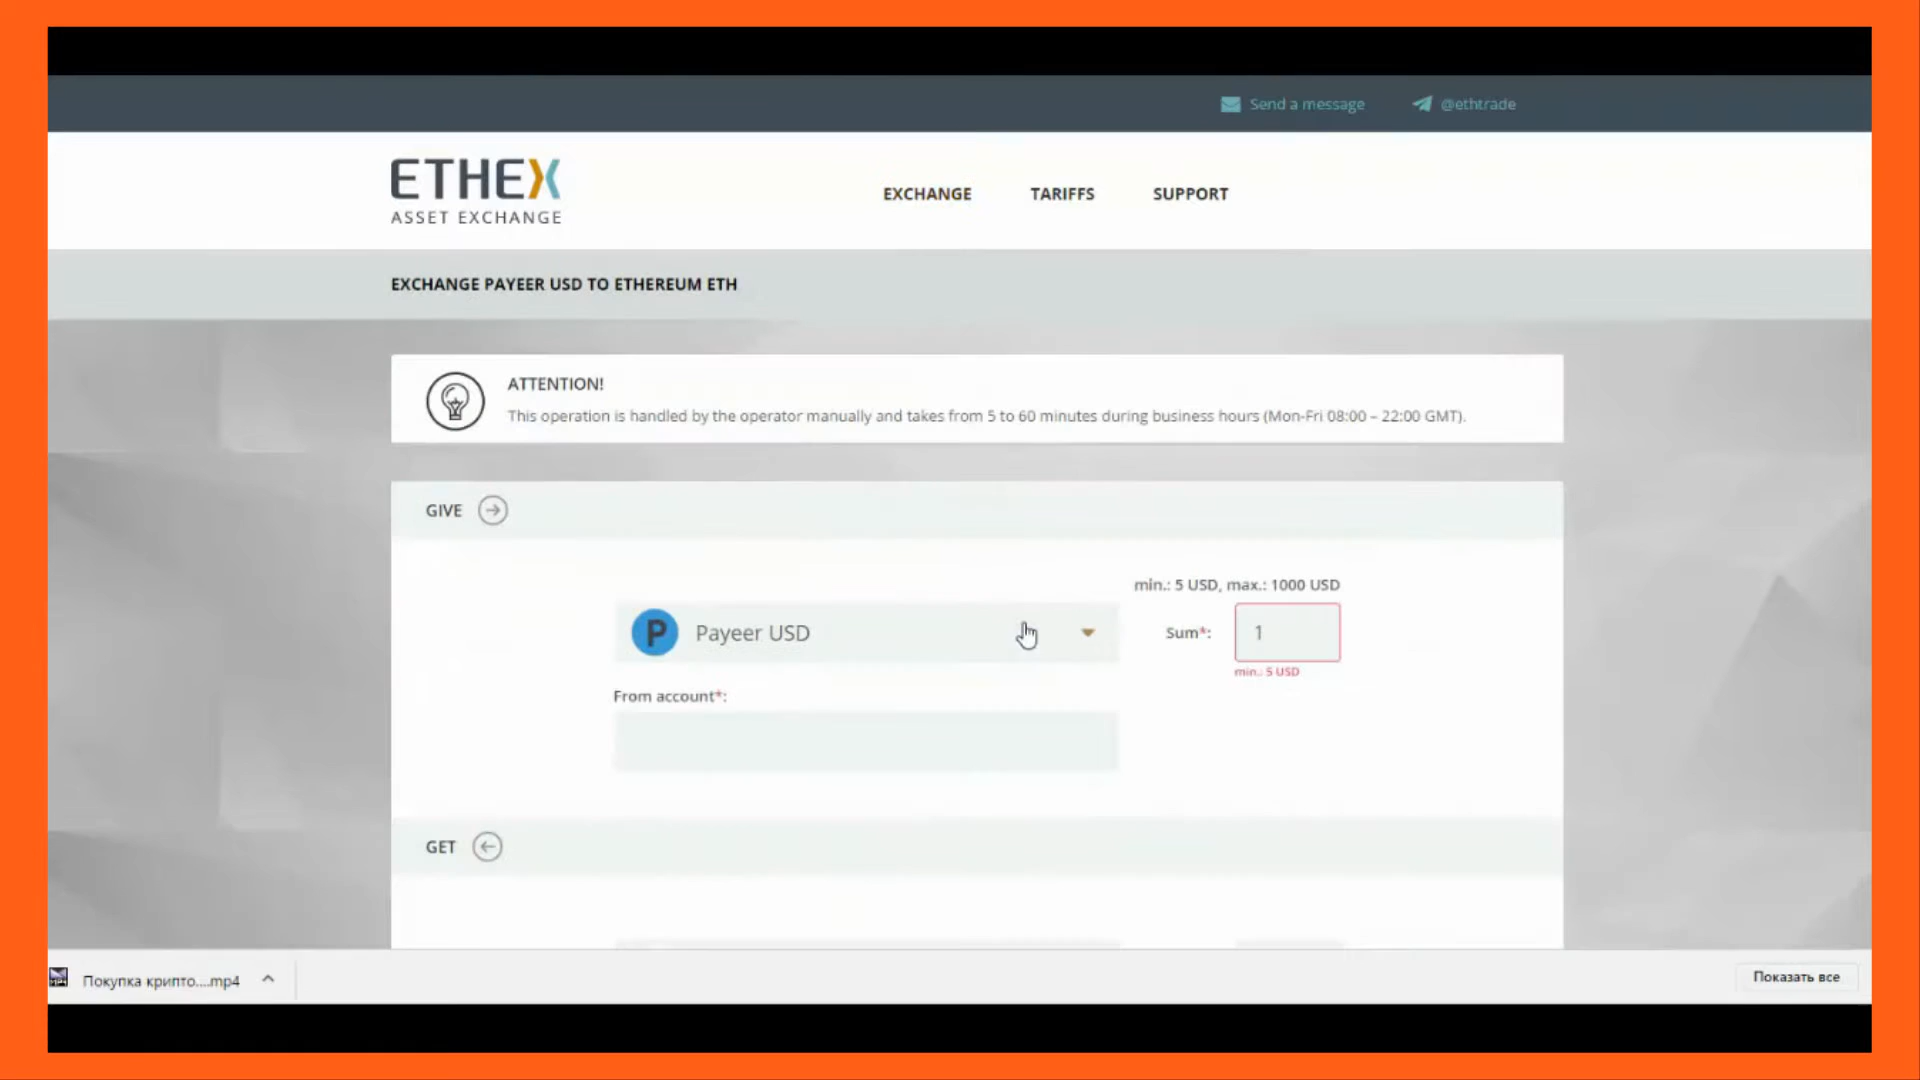 Send a message
@ethtrade
ETHEX
ASSET EXCHANGE
EXCHANGE
TARIFFS
SUPPORT
EXCHANGE PAYEER USD TO ETHEREUM ETH
ATTENTION!
This operation is handled by the operator manually and takes from 5 to 60 minutes during business hours (Mon-Fri 08:00 – 22:00 GMT).
GIVE
min.: 5 USD, max.: 1000 USD
P
Payeer USD
Sum*:
1
min.: 5 USD
From account*:
GET
Покупка крипто....mp4
Показать все